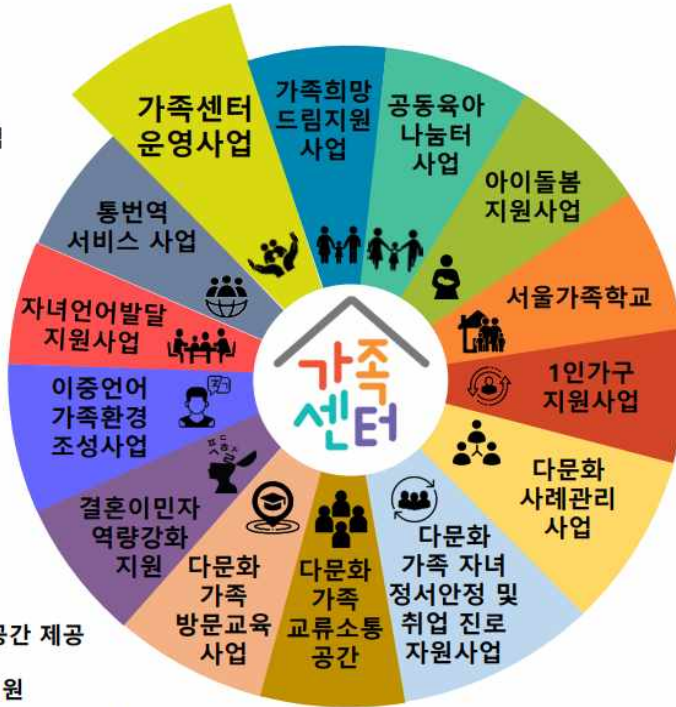 가족센터
운영사업
가족희망
드림지원
사업
공동육아
나눔터
사업
아이돌봄
지원사업
서울가족학교
1인가구
지원사업
다문화
사례관리
사업
다문화
가족 자녀
정서안정 및
취업 진로
자원사업
다문화
가족
교류소통
공간
다문화
가족
방문교육
사업
결혼이민자
역량강화
지원
이중언어
가족환경
조성사업
자녀언어발달
지원사업
통번역
서비스 사업
가족
센터
공간 제공
원